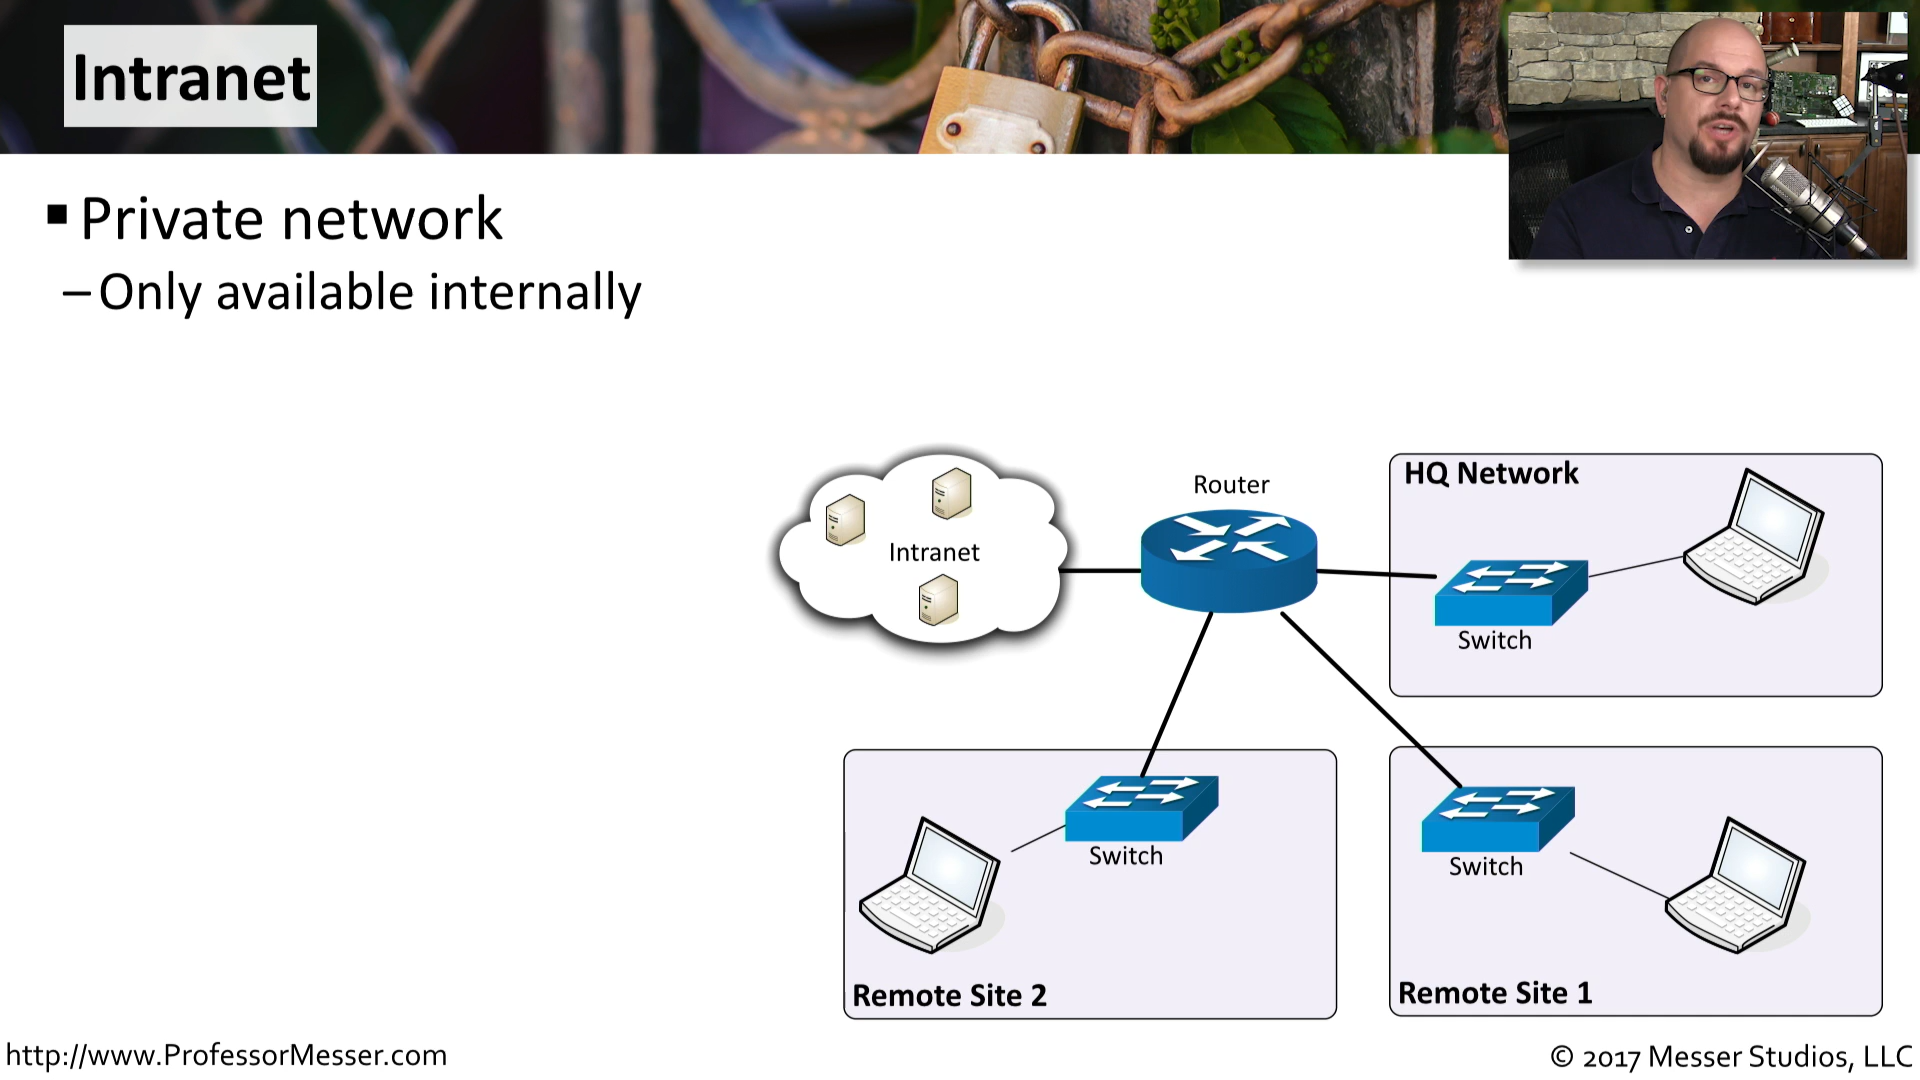 Intranet
▪ Private network
– Only available internally
Router
HQ Network
Intranet
Switch
Switch
Switch
Remote Site 2
Remote Site 1
http://www.ProfessorMesser.com
© 2017 Messer Studios, LLC